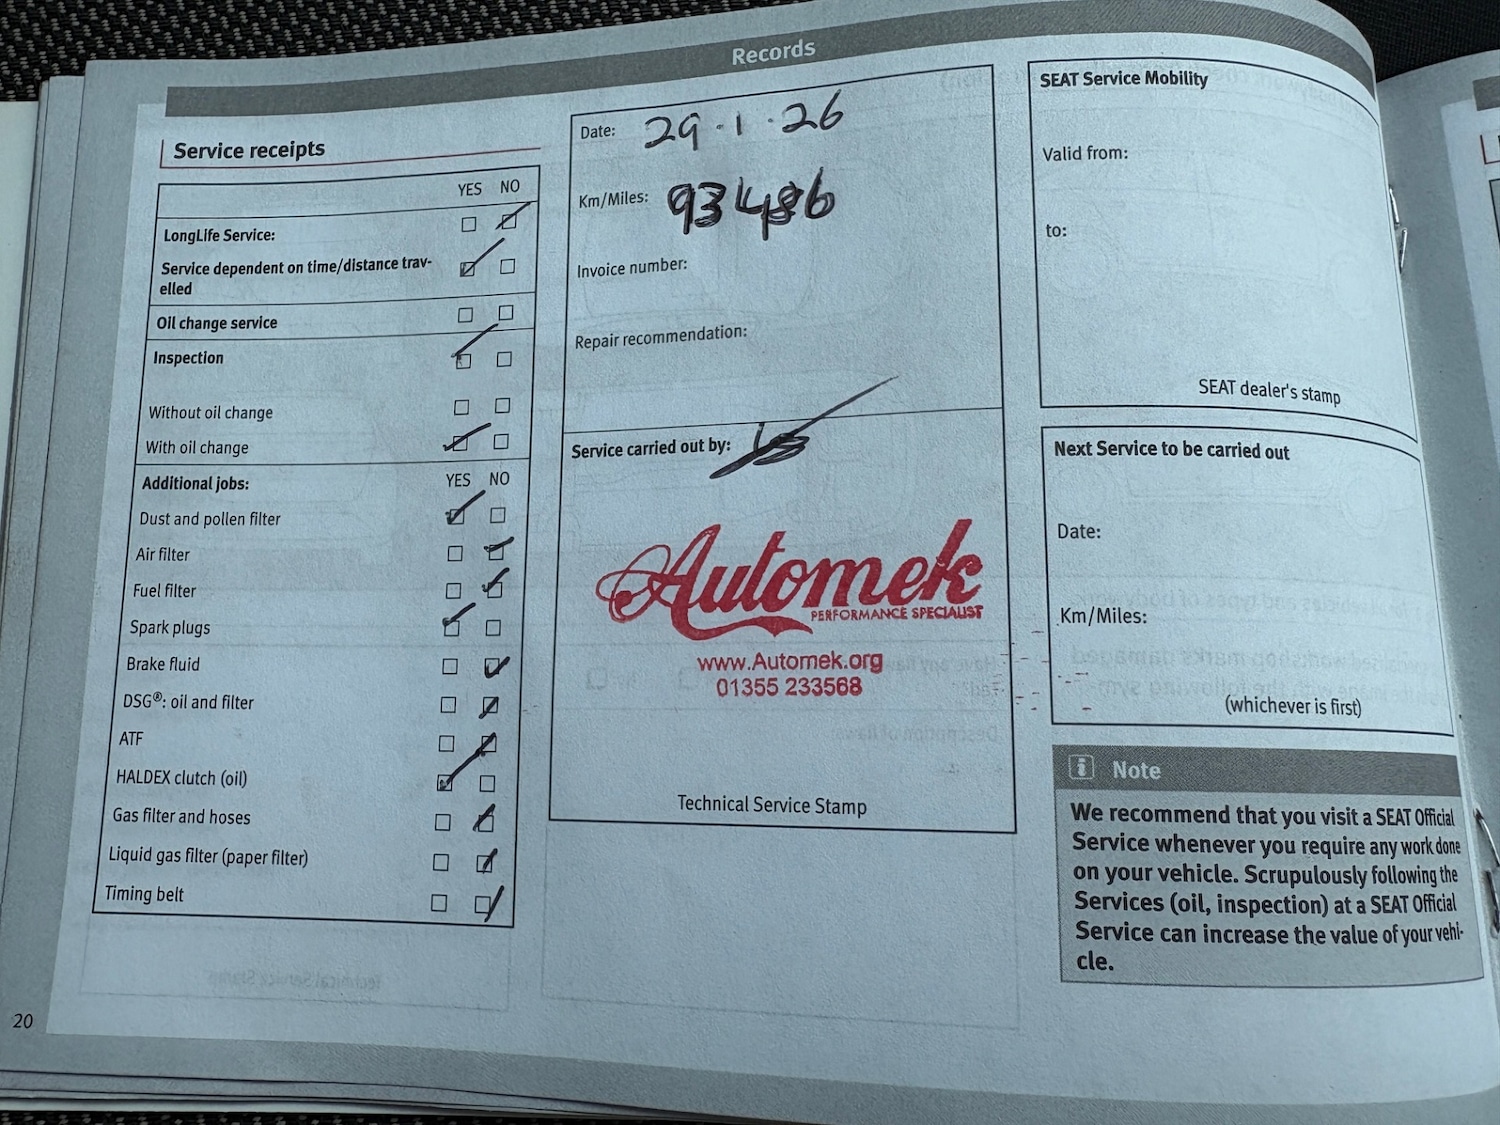 Records
Service receipts
YES NO
LongLife Service:
Service dependent on time/distance trav-
elled
Oil change service
Inspection
Without oil change
With oil change
Additional jobs: YES NO
Dust and pollen filter
Air filter
Fuel filter
Spark plugs
Brake fluid
DSG®: oil and filter
ATF
HALDEX clutch (oil)
Gas filter and hoses
Liquid gas filter (paper filter)
Timing belt
Date: 29.1.26
Km/Miles: 93486
Invoice number:
Repair recommendation:
Service carried out by:
Automek
PERFORMANCE SPECIALIST
www.Automek.org
01355 233568
Technical Service Stamp
SEAT Service Mobility
Valid from:
to:
SEAT dealer's stamp
Next Service to be carried out
Date:
Km/Miles:
(whichever is first)
i Note
We recommend that you visit a SEAT Official
Service whenever you require any work done
on your vehicle. Scrupulously following the
Services (oil, inspection) at a SEAT Official
Service can increase the value of your vehi-
cle.
20